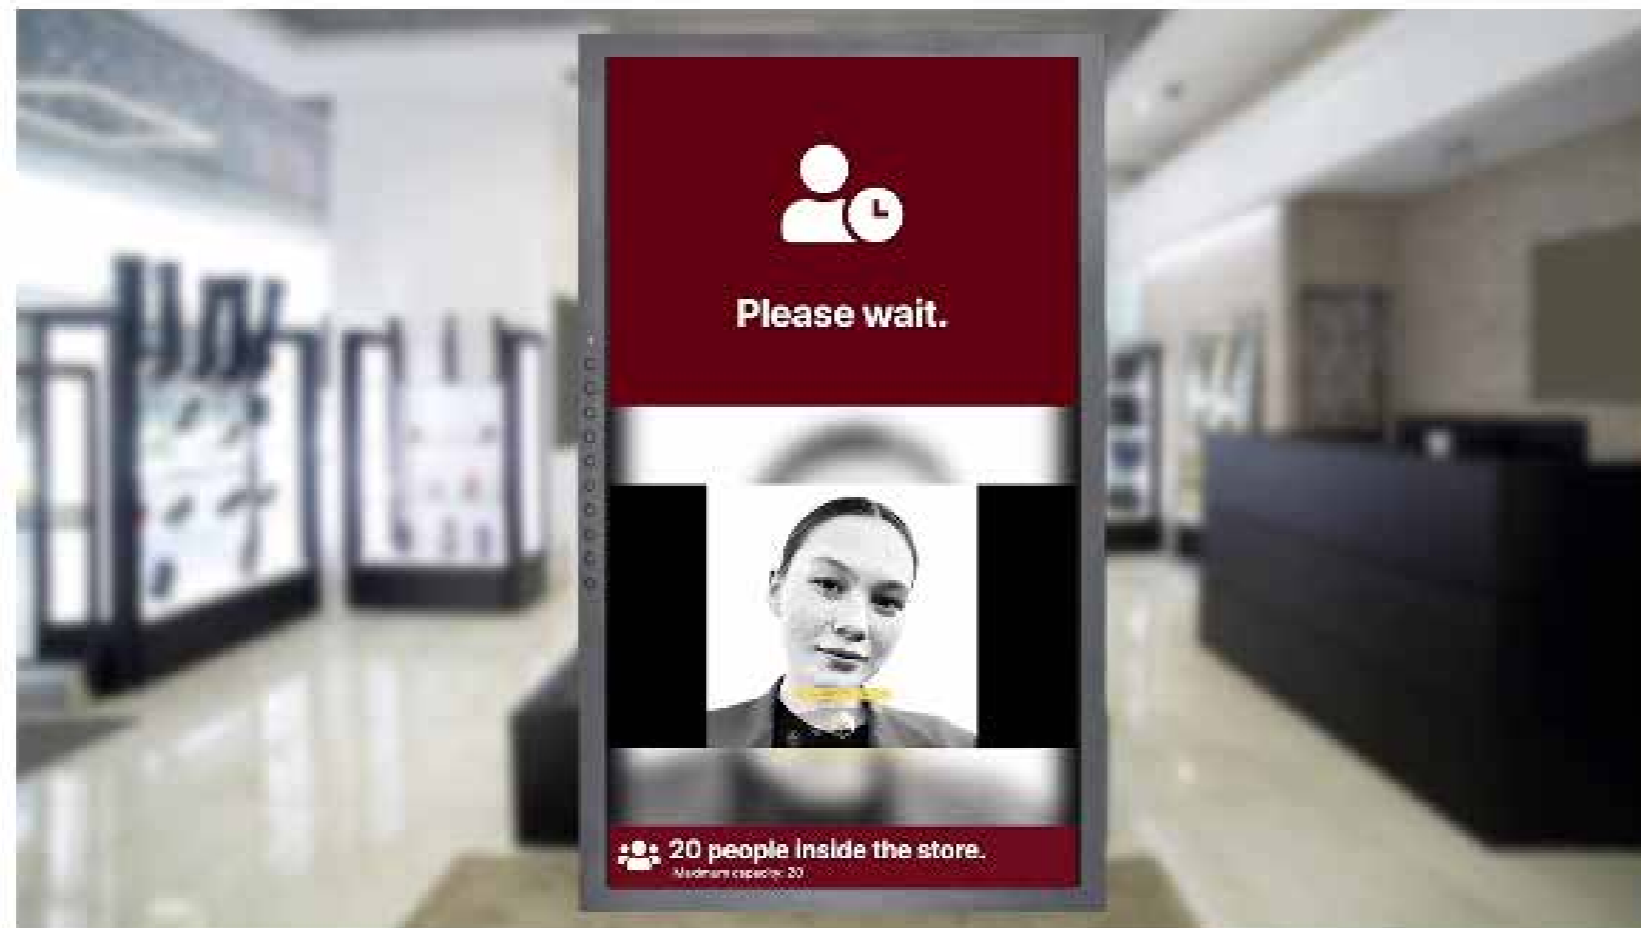 Please wait.
20 people inside the store.
Maximum capacity: 20